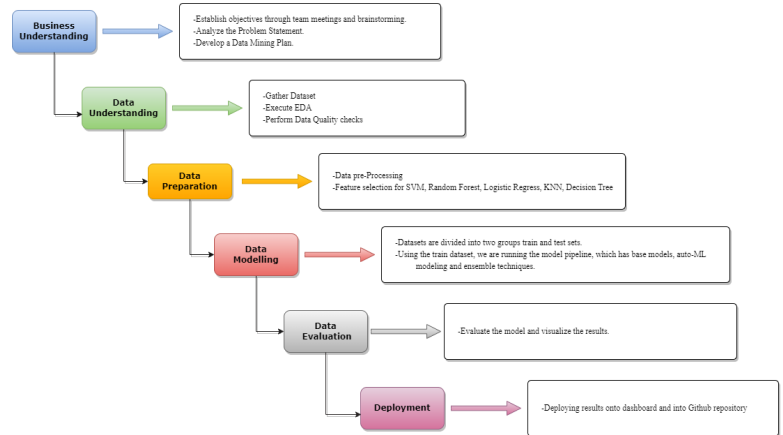 Business
Understanding
-Establish objectives through team meetings and brainstorming.
-Analyze the Problem Statement.
-Develop a Data Mining Plan.
Data
Understanding
-Gather Dataset
-Execute EDA
-Perform Data Quality checks
Data
Preparation
-Data pre-Processing
-Feature selection for SVM, Random Forest, Logistic Regress, KNN, Decision Tree
Data
Modelling
-Datasets are divided into two groups train and test sets.
-Using the train dataset, we are running the model pipeline, which has base models, auto-ML
modeling and ensemble techniques.
Data
Evaluation
-Evaluate the model and visualize the results.
Deployment
-Deploying results onto dashboard and into Github repository